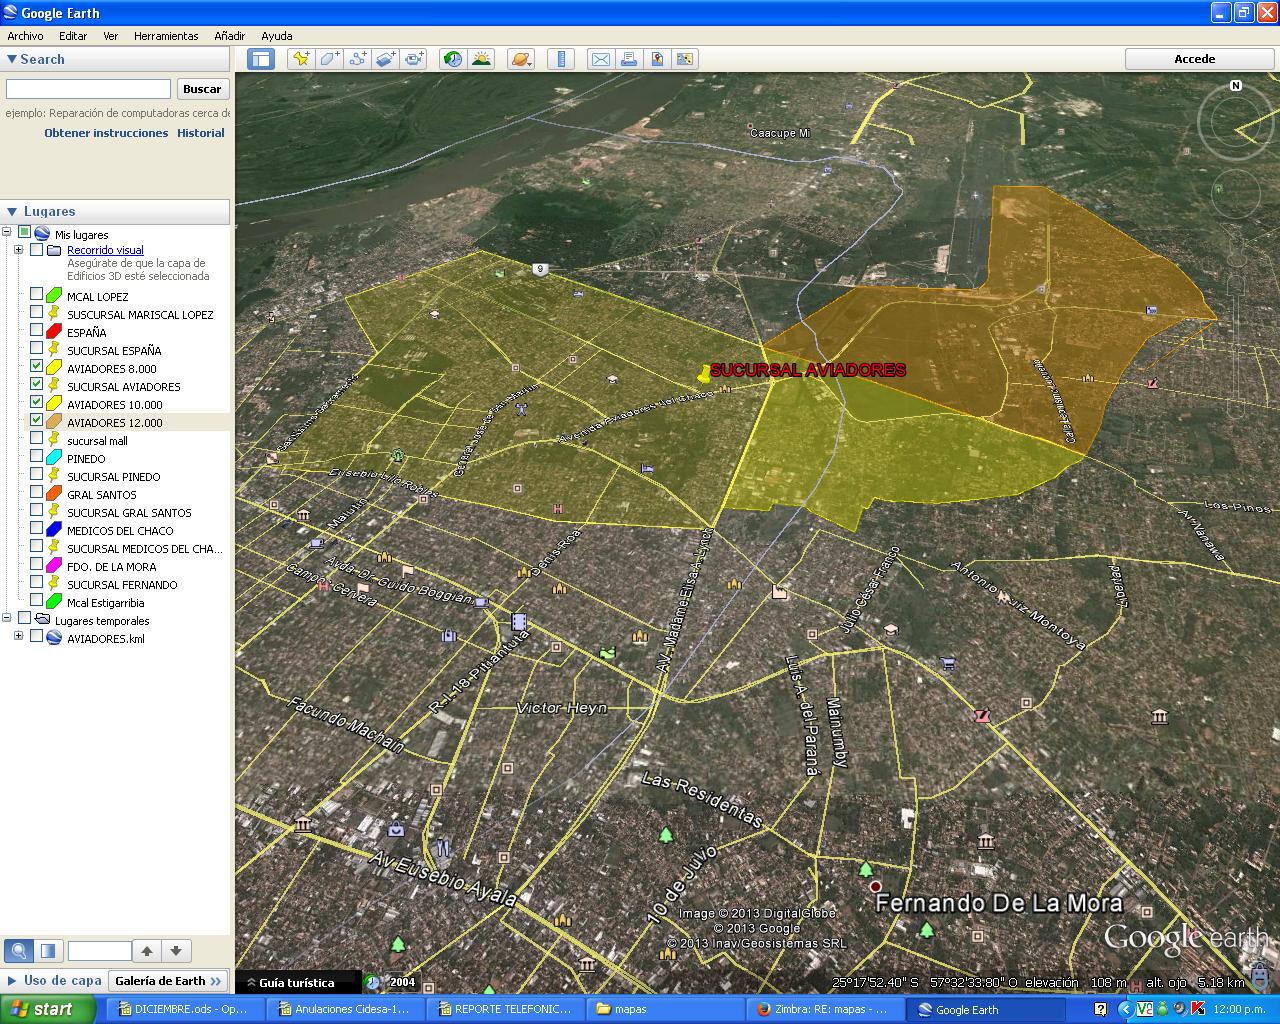 Google Earth
Archivo Editar Ver Herramientas Añadir Ayuda
Search
Accede
Buscar
ejemplo: Reparación de computadoras cerca de
Obtener instrucciones Historial
Lugares
Mis lugares
Recorrido visual
Asegúrate de que la capa de
Edificios 3D esté seleccionada
MCAL LOPEZ
SUSCURSAL MARISCAL LOPEZ
ESPAÑA
SUCURSAL ESPAÑA
AVIADORES 8.000
SUCURSAL AVIADORES
AVIADORES 10.000
AVIADORES 12.000
sucursal mall
PINEDO
SUCURSAL PINEDO
GRAL SANTOS
SUCURSAL GRAL SANTOS
MEDICOS DEL CHACO
SUCURSAL MEDICOS DEL CHA...
FDO. DE LA MORA
SUCURSAL FERNANDO
Mcal Estigarribia
Lugares temporales
AVIADORES.kml
Uso de capa
Galería de Earth »
N
Caacupe Mi
9
SUCURSAL AVIADORES
Avenida Aviadores del Chaco
Eusebio Lillo Robles
Denis Roa
AV. Madame Elisa A. Lynch
Avda Dr. Guido Boggiani
Campos Cervera
R.I.18 Pitiantuta
Victor Heyn
Facundo Machain
Julio César Franco
Antonio Ruiz Montoya
Libertad
Los Pinos
Air Nanawa
Luis A. del Paraná
Mainumby
Las Residentas
10 de Julio
Av Eusebio Ayala
Fernando De La Mora
Image © 2013 DigitalGlobe
© 2013 Google
© 2013 Inav/Geosistemas SRL
Google earth
Guía turística
2004
25°17'52.40" S 57°32'33.80" O elevación 108 m alt. ojo 5.18 km
start
DICIEMBRE.ods - Op...
Anulaciones Cidesa-1...
REPORTE TELEFONIC...
mapas
Zimbra: RE: mapas - ...
Google Earth
12:00 p.m.